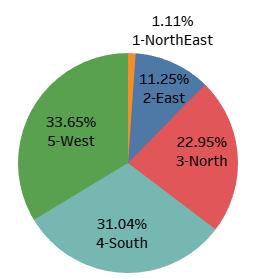 1.11%
1-NorthEast
11.25%
2-East
22.95%
3-North
31.04%
4-South
33.65%
5-West